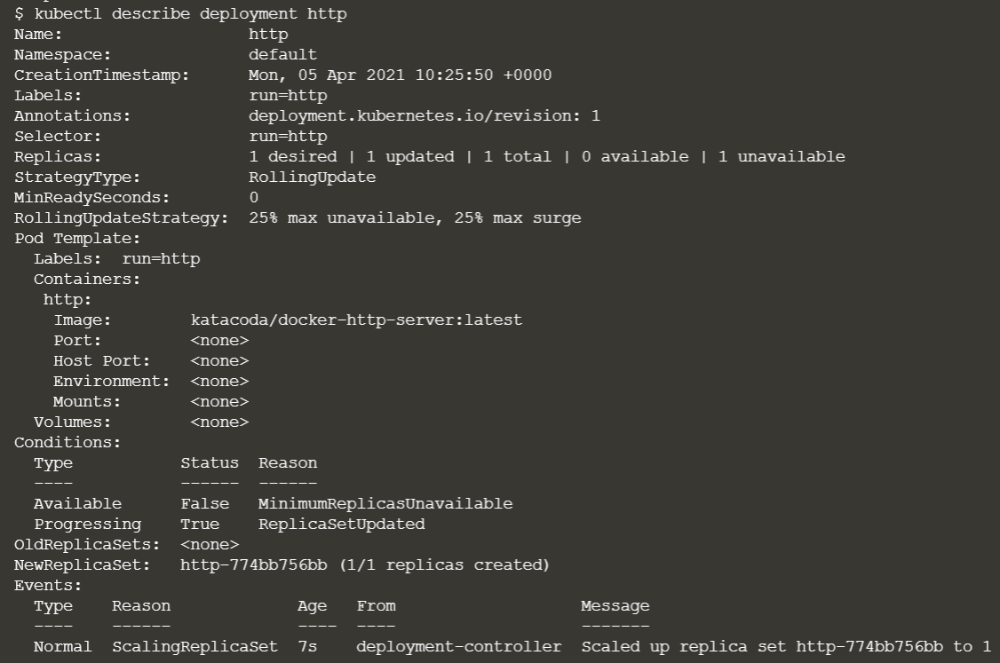 $ kubectl describe deployment http
Name:                   http
Namespace:              default
CreationTimestamp:      Mon, 05 Apr 2021 10:25:50 +0000
Labels:                 run=http
Annotations:            deployment.kubernetes.io/revision: 1
Selector:               run=http
Replicas:               1 desired | 1 updated | 1 total | 0 available | 1 unavailable
StrategyType:           RollingUpdate
MinReadySeconds:        0
RollingUpdateStrategy:  25% max unavailable, 25% max surge
Pod Template:
  Labels:  run=http
  Containers:
   http:
    Image:        katacoda/docker-http-server:latest
    Port:         <none>
    Host Port:    <none>
    Environment:  <none>
    Mounts:       <none>
  Volumes:        <none>
Conditions:
  Type           Status  Reason
  ----           ------  ------
  Available      False   MinimumReplicasUnavailable
  Progressing    True    ReplicaSetUpdated
OldReplicaSets:  <none>
NewReplicaSet:   http-774bb756bb (1/1 replicas created)
Events:
  Type    Reason             Age   From                   Message
  ----    ------             ----  ----                   -------
  Normal  ScalingReplicaSet  7s    deployment-controller  Scaled up replica set http-774bb756bb to 1